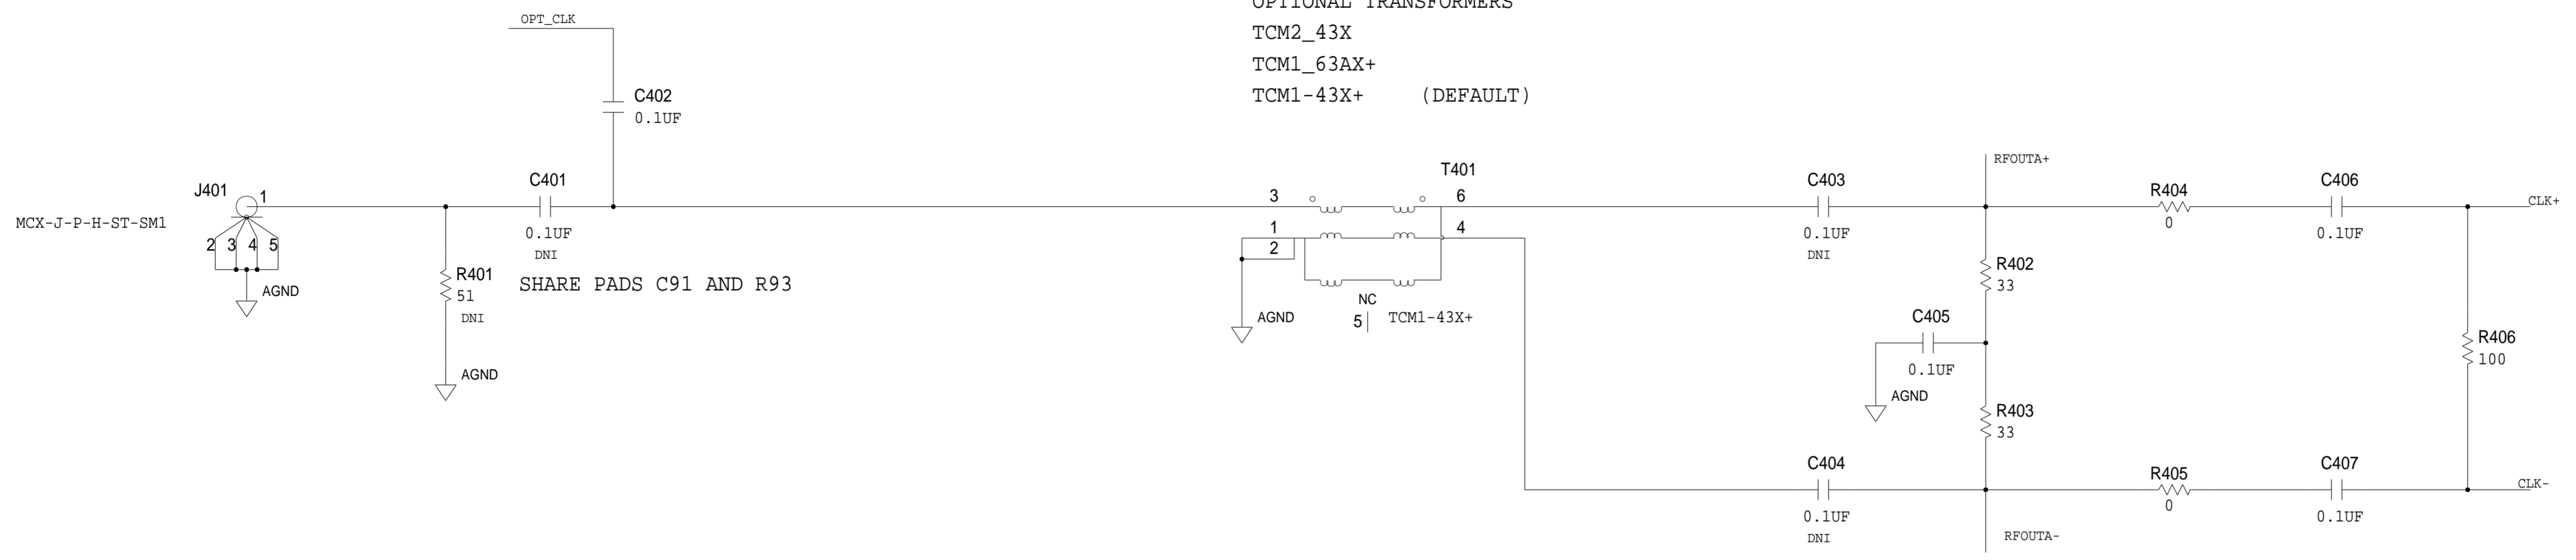 OPTIONAL TRANSFORMERS
TCM2_43X
TCM1_63AX+
TCM1-43X+ (DEFAULT)
OPT_CLK
C402
0.1UF
MCX-J-P-H-ST-SM1
J401
1
2 3 4 5
AGND
R401
51
DNI
AGND
C401
0.1UF
DNI
SHARE PADS C91 AND R93
T401
3 6
1 4
2
AGND
NC
5
TCM1-43X+
C403
0.1UF
DNI
RFOUTA+
R402
33
C405
0.1UF
AGND
R403
33
C404
0.1UF
DNI
RFOUTA-
R404
0
C406
0.1UF
CLK+
R406
100
R405
0
C407
0.1UF
CLK-